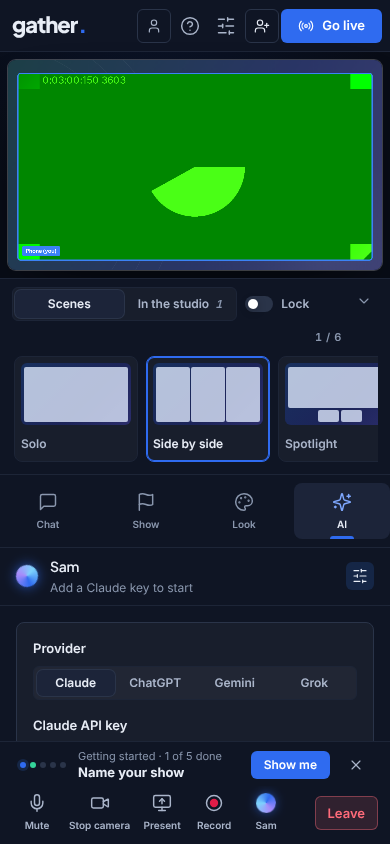 gather.
Go live
0:03:00:150 3603
Phone (you)
Scenes
In the studio 1
Lock
1 / 6
Solo
Side by side
Spotlight
Chat
Show
Look
AI
Sam
Add a Claude key to start
Provider
Claude
ChatGPT
Gemini
Grok
Claude API key
Getting started · 1 of 5 done
Name your show
Show me
Mute
Stop camera
Present
Record
Sam
Leave